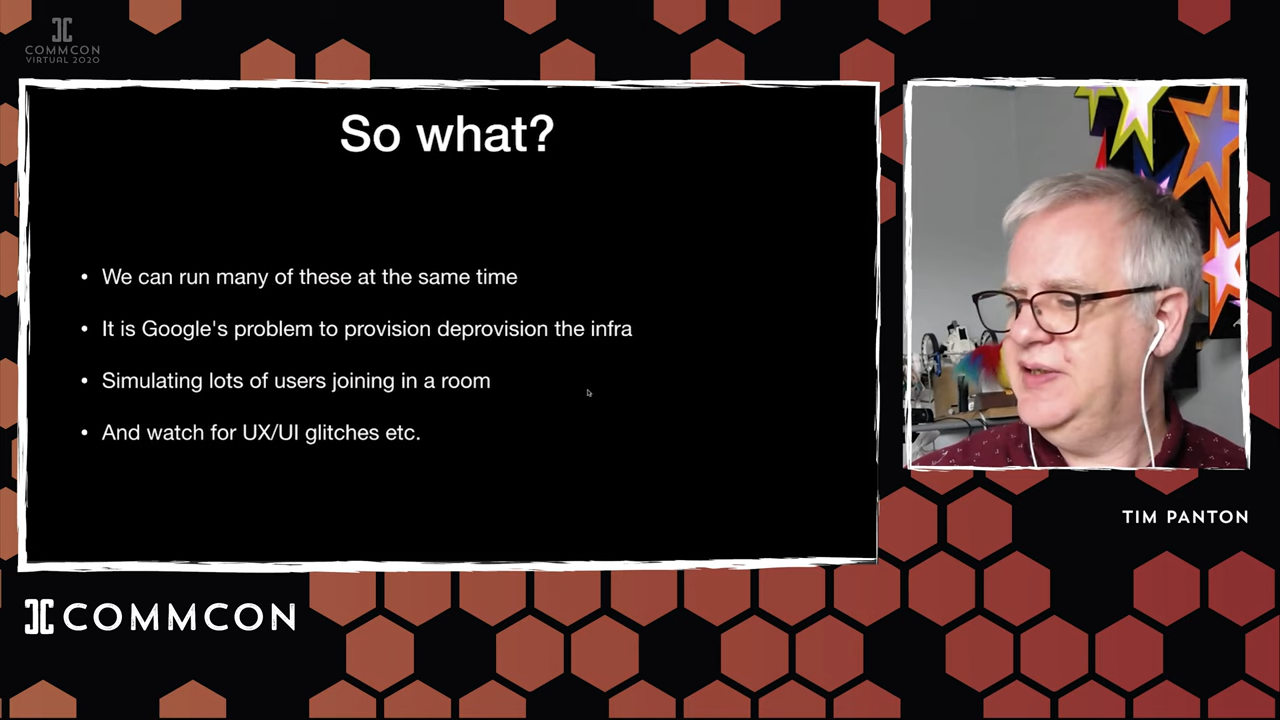 COMMCON
VIRTUAL 2020
So what?
• We can run many of these at the same time
• It is Google's problem to provision deprovision the infra
• Simulating lots of users joining in a room
• And watch for UX/UI glitches etc.
TIM PANTON
COMMCON